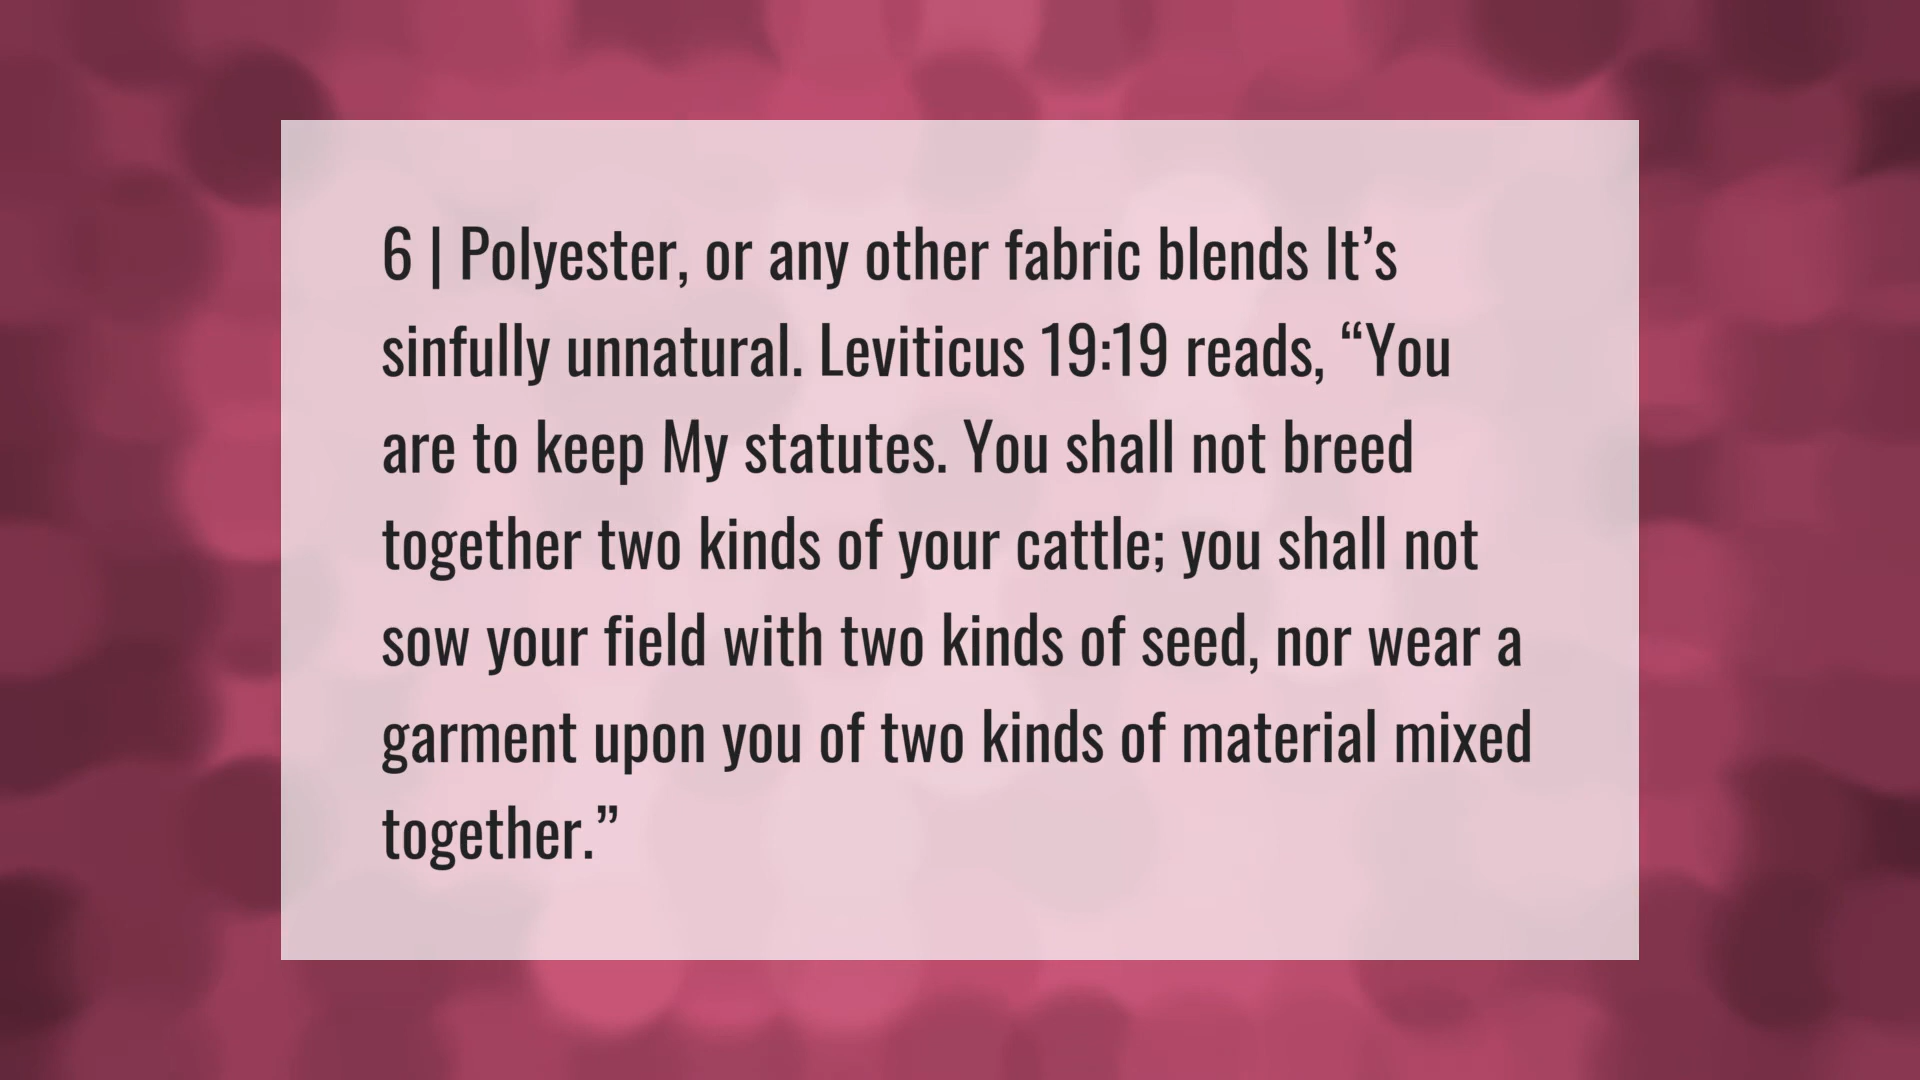 6 | Polyester, or any other fabric blends It’s
sinfully unnatural. Leviticus 19:19 reads, “You
are to keep My statutes. You shall not breed
together two kinds of your cattle; you shall not
sow your field with two kinds of seed, nor wear a
garment upon you of two kinds of material mixed
together.”